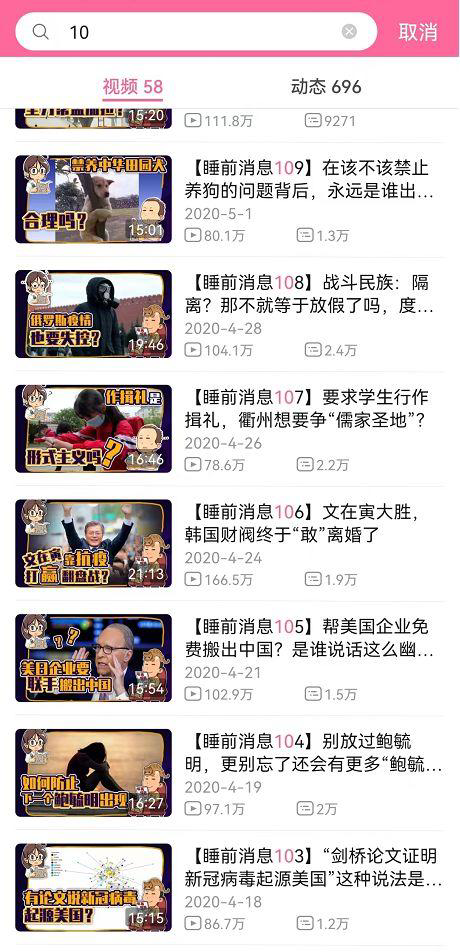 10
取消
视频 58
动态 696
15:20
111.8万
9271
禁养中华田园犬
合理吗？
15:01
【睡前消息109】在该不该禁止
养狗的问题背后，永远是谁出…
2020-5-1
80.1万
1.3万
俄罗斯疫情
也要失控？
19:46
【睡前消息108】战斗民族：隔
离？那不就等于放假了吗，度…
2020-4-28
104.1万
2.4万
作揖礼是
形式主义吗？
16:46
【睡前消息107】要求学生行作
揖礼，衢州想要争“儒家圣地”？
2020-4-26
78.6万
2.2万
文在寅靠抗疫
打赢翻盘战？
21:13
【睡前消息106】文在寅大胜，
韩国财阀终于“敢”离婚了
2020-4-24
166.5万
1.9万
？？
美国企业要
联手搬出中国
15:54
【睡前消息105】帮美国企业免
费搬出中国？是谁说话这么幽…
2020-4-21
102.9万
1.5万
如何防止
下一个鲍毓明出现
16:27
【睡前消息104】别放过鲍毓
明，更别忘了还会有更多“鲍毓…
2020-4-19
97.1万
2万
有论文说新冠病毒
起源美国？
15:15
【睡前消息103】“剑桥论文证明
新冠病毒起源美国”这种说法是…
2020-4-18
86.7万
1.2万